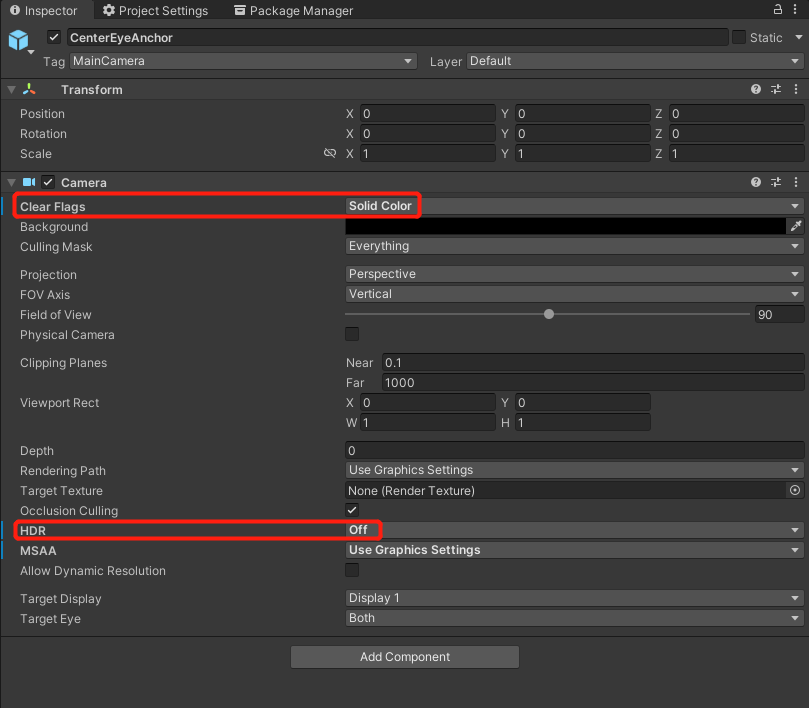 Inspector Project Settings Package Manager
CenterEyeAnchor Static
Tag MainCamera Layer Default
Transform
Position X 0 Y 0 Z 0
Rotation X 0 Y 0 Z 0
Scale X 1 Y 1 Z 1
Camera
Clear Flags Solid Color
Background
Culling Mask Everything
Projection Perspective
FOV Axis Vertical
Field of View 90
Physical Camera
Clipping Planes Near 0.1
Far 1000
Viewport Rect X 0 Y 0
W 1 H 1
Depth 0
Rendering Path Use Graphics Settings
Target Texture None (Render Texture)
Occlusion Culling
HDR Off
MSAA Use Graphics Settings
Allow Dynamic Resolution
Target Display Display 1
Target Eye Both
Add Component